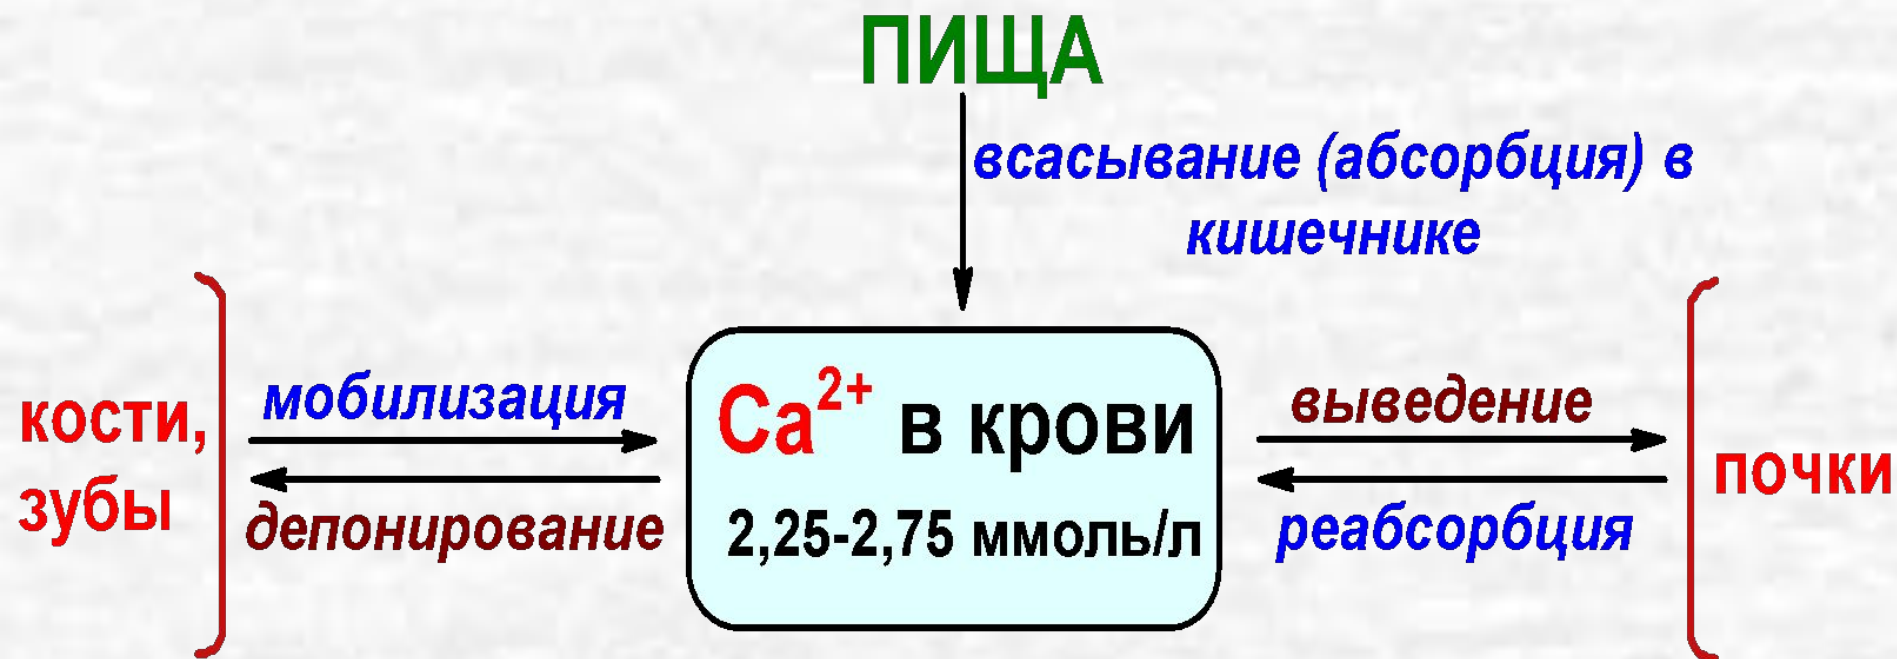 ПИЩА
всасывание (абсорбция) в
кишечнике
кости,
зубы
мобилизация
депонирование
Ca²⁺ в крови
2,25-2,75 ммоль/л
выведение
реабсорбция
почки